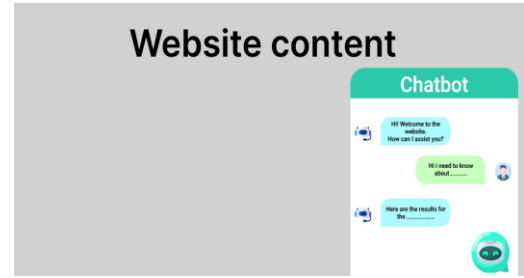 Website content
Chatbot
Hi! Welcome to the
website.
How can I assist you?
Hi I need to know
about...........
Here are the results for
the .................